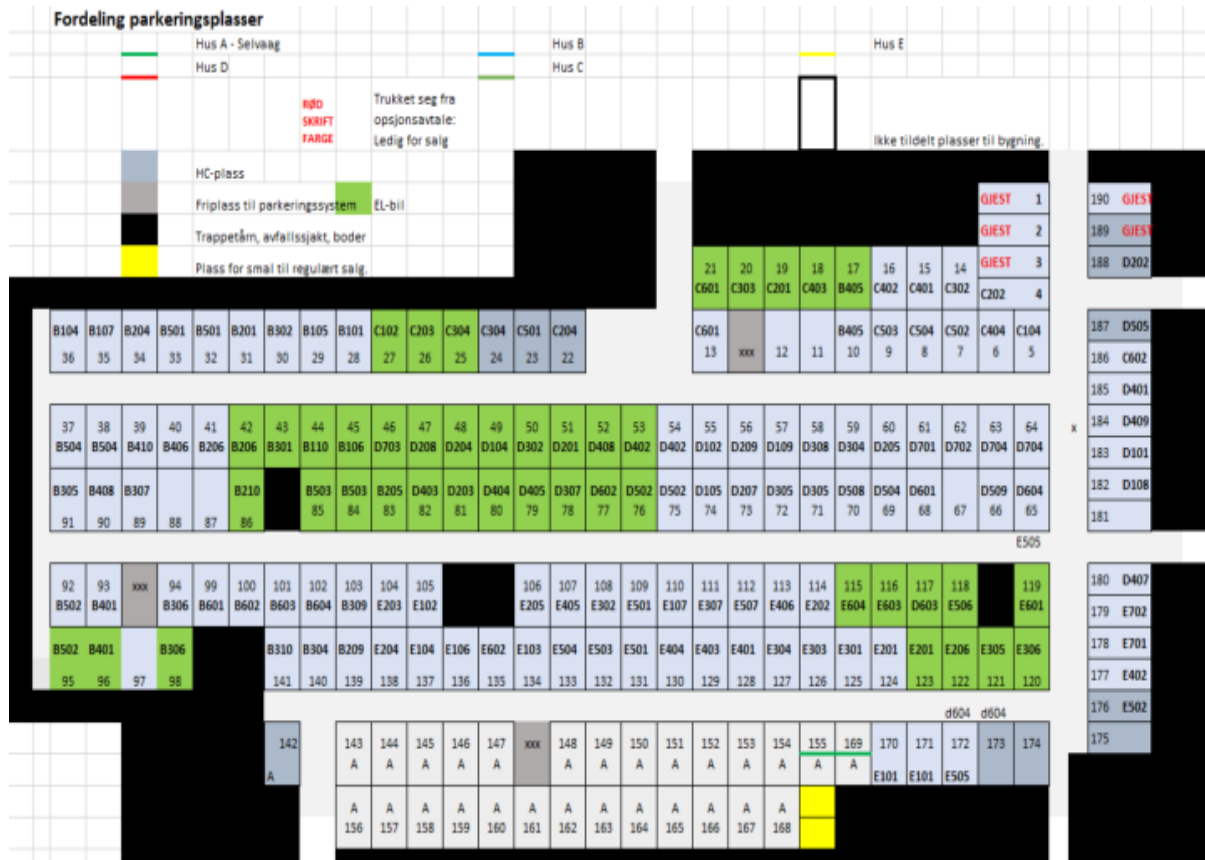 Fordeling parkeringsplasser
Hus A - Selvaag Hus B Hus E
Hus D Hus C
RØD SKRIFT FARGE
Trukket seg fra opsjonsavtale: Ledig for salg
Ikke tildelt plasser til bygning.
HC-plass
Friplass til parkeringssystem EL-bil
Trappetårn, avfallssjakt, boder
Plass for smal til regulært salg.
GJEST 1 190 GJEST
GJEST 2 189 GJEST
GJEST 3 188 D202
C202 4
21 20 19 18 17 16 15 14
C601 C303 C201 C403 B405 C402 C401 C302
B104 B107 B204 B501 B501 B201 B302 B105 B101 C102 C203 C304 C304 C501 C204
36 35 34 33 32 31 30 29 28 27 26 25 24 23 22
C601 xxx B405 C503 C504 C502 C404 C104
13 12 11 10 9 8 7 6 5
187 D505
186 C602
185 D401
184 D409
183 D101
182 D108
181
37 38 39 40 41 42 43 44 45 46 47 48 49 50 51 52 53 54 55 56 57 58 59 60 61 62 63 64 x
B504 B504 B410 B406 B206 B206 B301 B110 B106 D703 D208 D204 D104 D302 D201 D408 D402 D402 D102 D209 D109 D308 D304 D205 D701 D702 D704 D704
B305 B408 B307 B210 B503 B503 B205 D403 D203 D404 D405 D307 D602 D502 D502 D105 D207 D305 D305 D508 D504 D601 D509 D604
91 90 89 88 87 86 85 84 83 82 81 80 79 78 77 76 75 74 73 72 71 70 69 68 67 66 65
E505
92 93 xxx 94 99 100 101 102 103 104 105 106 107 108 109 110 111 112 113 114 115 116 117 118 119
B502 B401 B306 B601 B602 B603 B604 B309 E203 E102 E205 E405 E302 E501 E107 E307 E507 E406 E202 E604 E603 D603 E506 E601
180 D407
179 E702
178 E701
177 E402
176 E502
175
B502 B401 B306 B310 B304 B209 E204 E104 E106 E602 E103 E504 E503 E501 E404 E403 E401 E304 E303 E301 E201 E201 E206 E305 E306
95 96 97 98 141 140 139 138 137 136 135 134 133 132 131 130 129 128 127 126 125 124 123 122 121 120
d604 d604
142 143 144 145 146 147 xxx 148 149 150 151 152 153 154 155 169 170 171 172 173 174
A A A A A A A A A A A A A A A E101 E101 E505
A A A A A A A A A A A A A
156 157 158 159 160 161 162 163 164 165 166 167 168